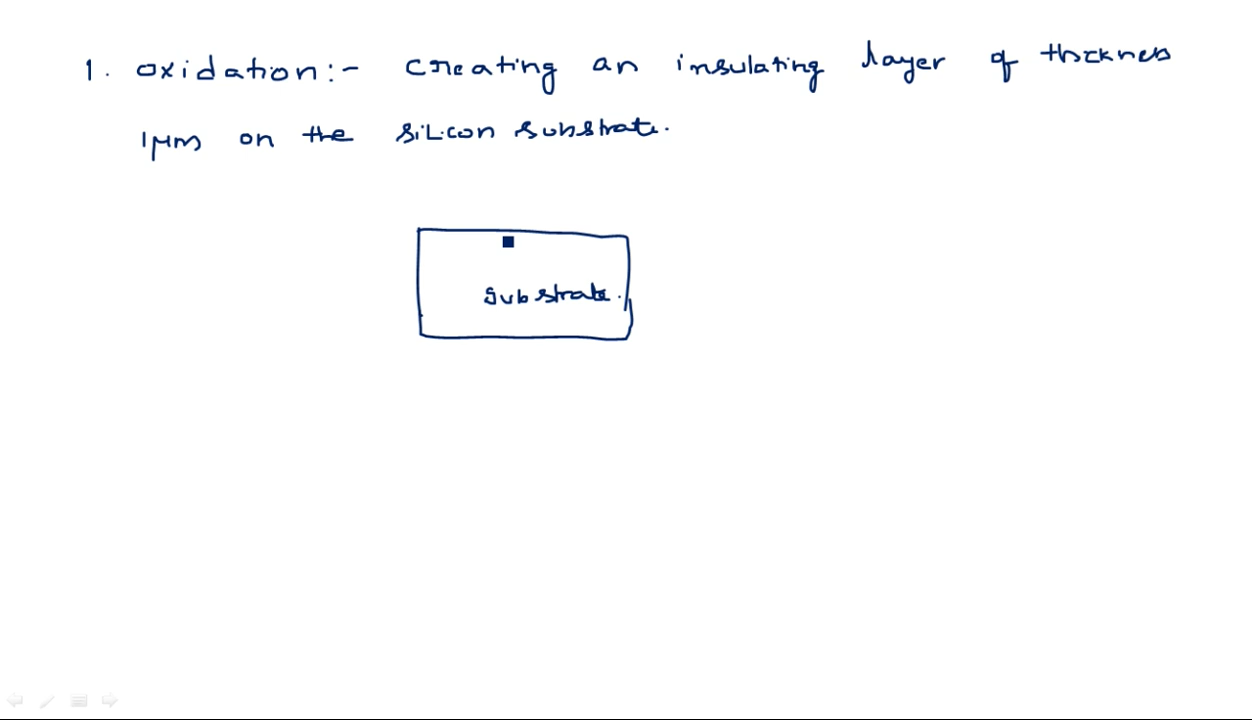 1. oxidation:- creating an insulating layer of thickness
1μm on the silicon substrate.
substrate.